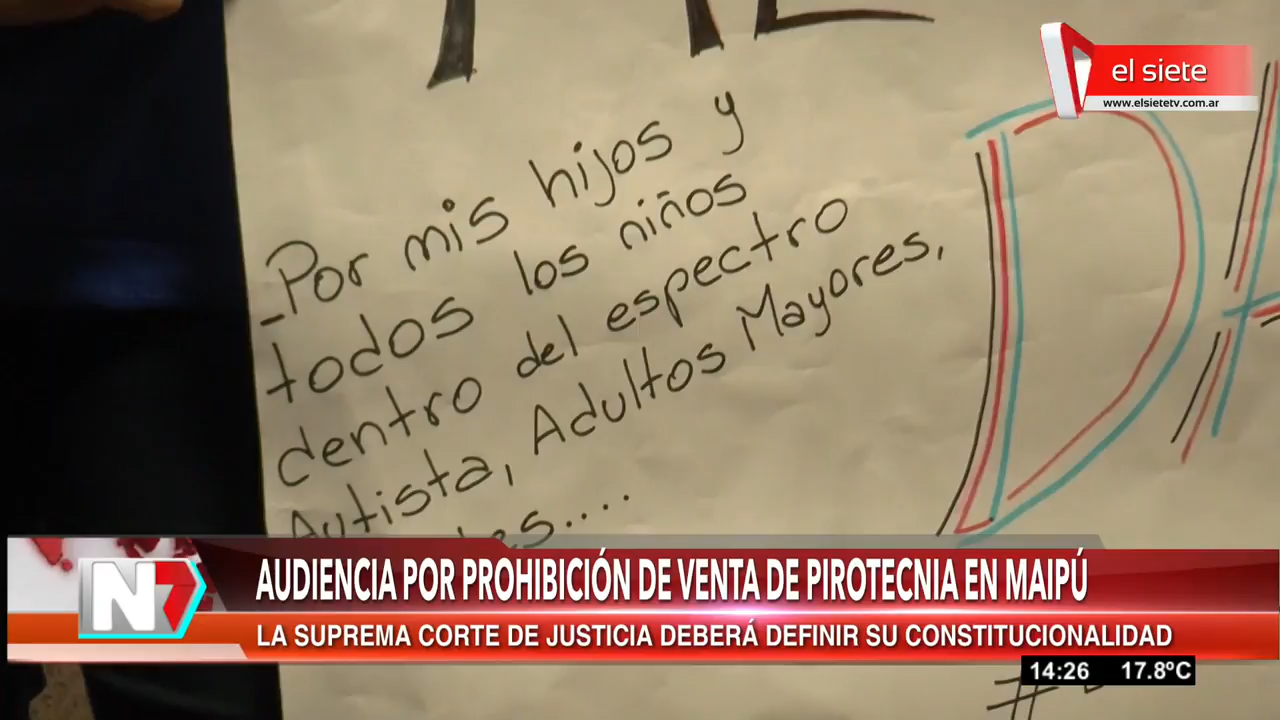 el siete
www.elsietetv.com.ar
Por mis hijos y
todos los niños
dentro del espectro
Autista, Adultos Mayores,
N7
AUDIENCIA POR PROHIBICIÓN DE VENTA DE PIROTECNIA EN MAIPÚ
LA SUPREMA CORTE DE JUSTICIA DEBERÁ DEFINIR SU CONSTITUCIONALIDAD
14:26 17.8°C